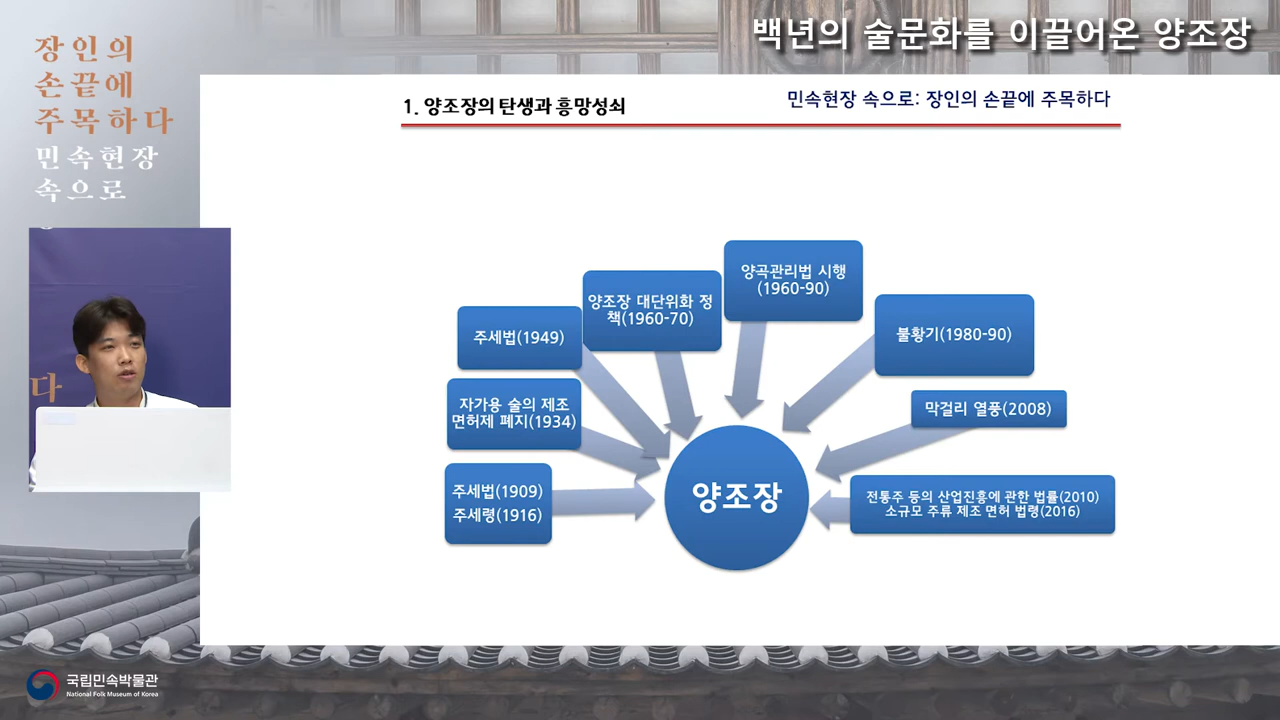 백년의 술문화를 이끌어온 양조장
장인의
손끝에
주목하다
민속현장
속으로
1. 양조장의 탄생과 흥망성쇠
민속현장 속으로: 장인의 손끝에 주목하다
양곡관리법 시행
(1960-90)
양조장 대단위화 정
책(1960-70)
주세법(1949)
불황기(1980-90)
자가용 술의 제조
면허제 폐지(1934)
막걸리 열풍(2008)
주세법(1909)
주세령(1916)
양조장
전통주 등의 산업진흥에 관한 법률(2010)
소규모 주류 제조 면허 법령(2016)
다
국립민속박물관
National Folk Museum of Korea